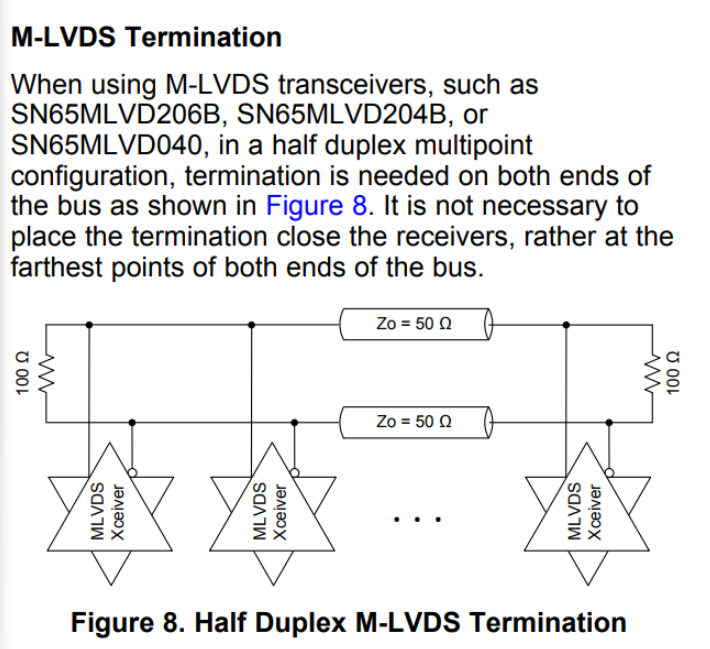 M-LVDS Termination
When using M-LVDS transceivers, such as
SN65MLVD206B, SN65MLVD204B, or
SN65MLVD040, in a half duplex multipoint
configuration, termination is needed on both ends of
the bus as shown in Figure 8. It is not necessary to
place the termination close the receivers, rather at the
farthest points of both ends of the bus.
Zo = 50 Ω
100 Ω
100 Ω
Zo = 50 Ω
MLVDS
Xceiver
MLVDS
Xceiver
. . .
MLVDS
Xceiver
Figure 8. Half Duplex M-LVDS Termination